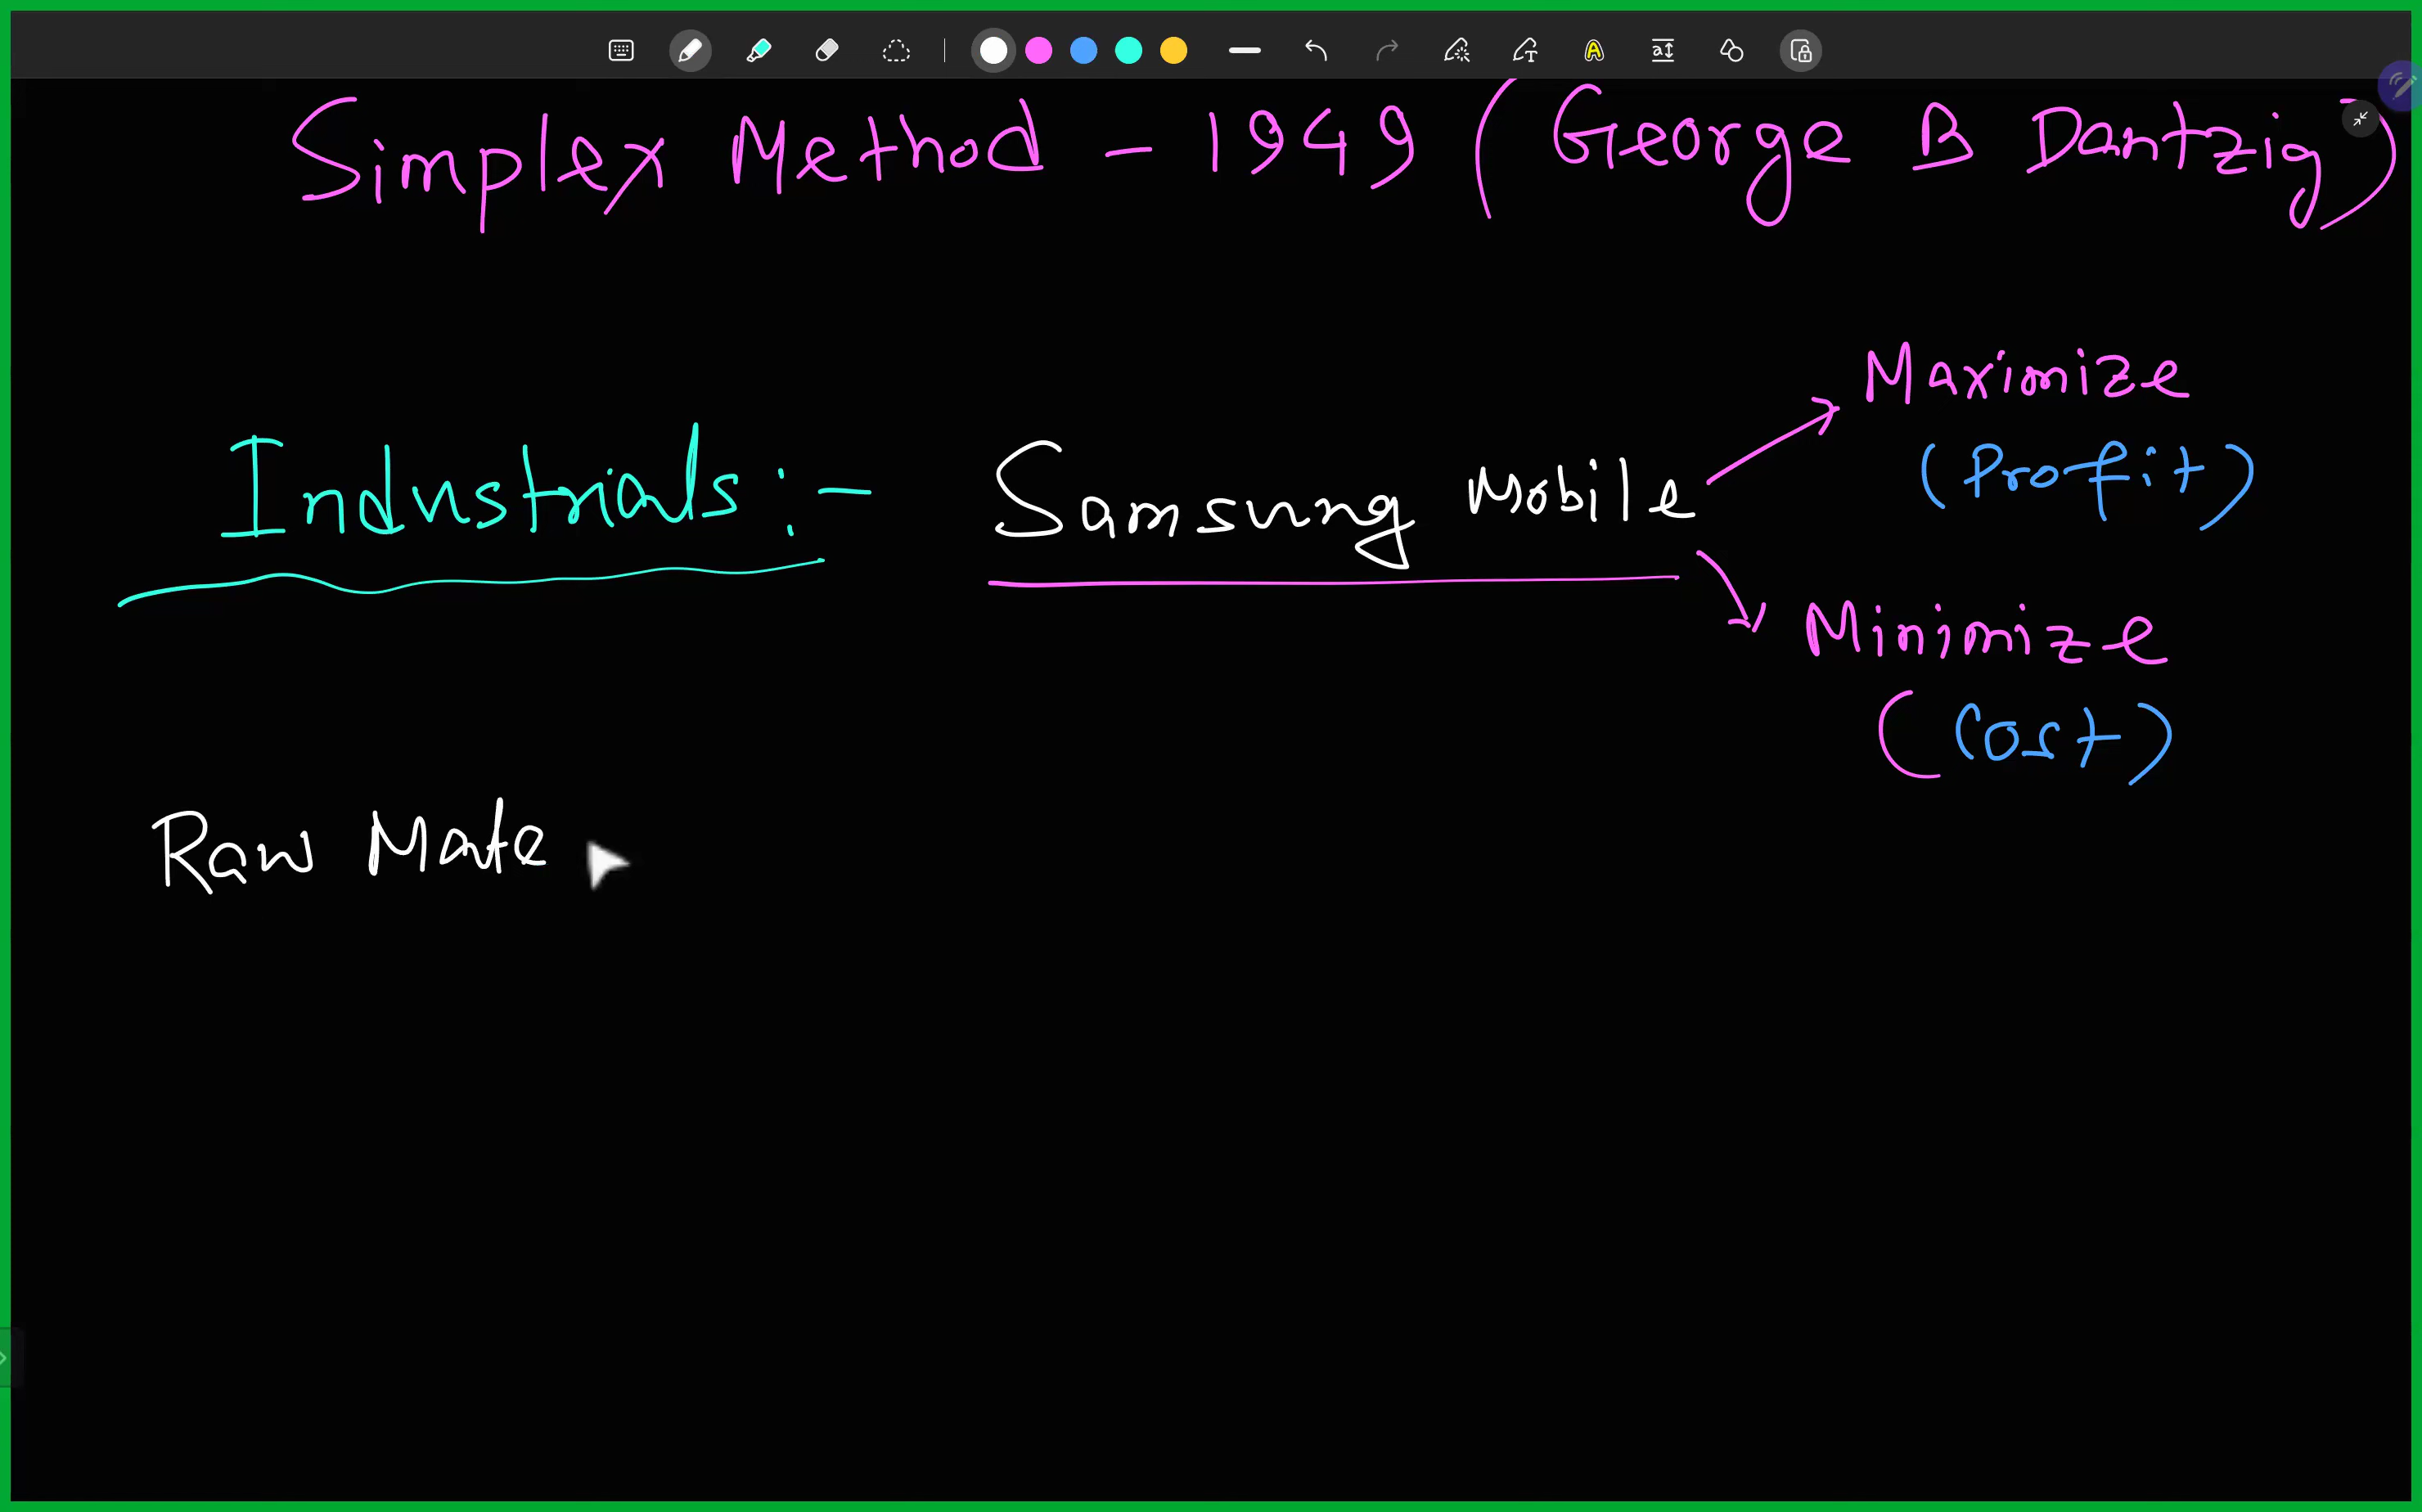 Simplex Method - 1949 (George B Dantzig)
Maximize
(Profit)
Industrials :- Samsung Mobile
Minimize
(Cost)
Raw Mate